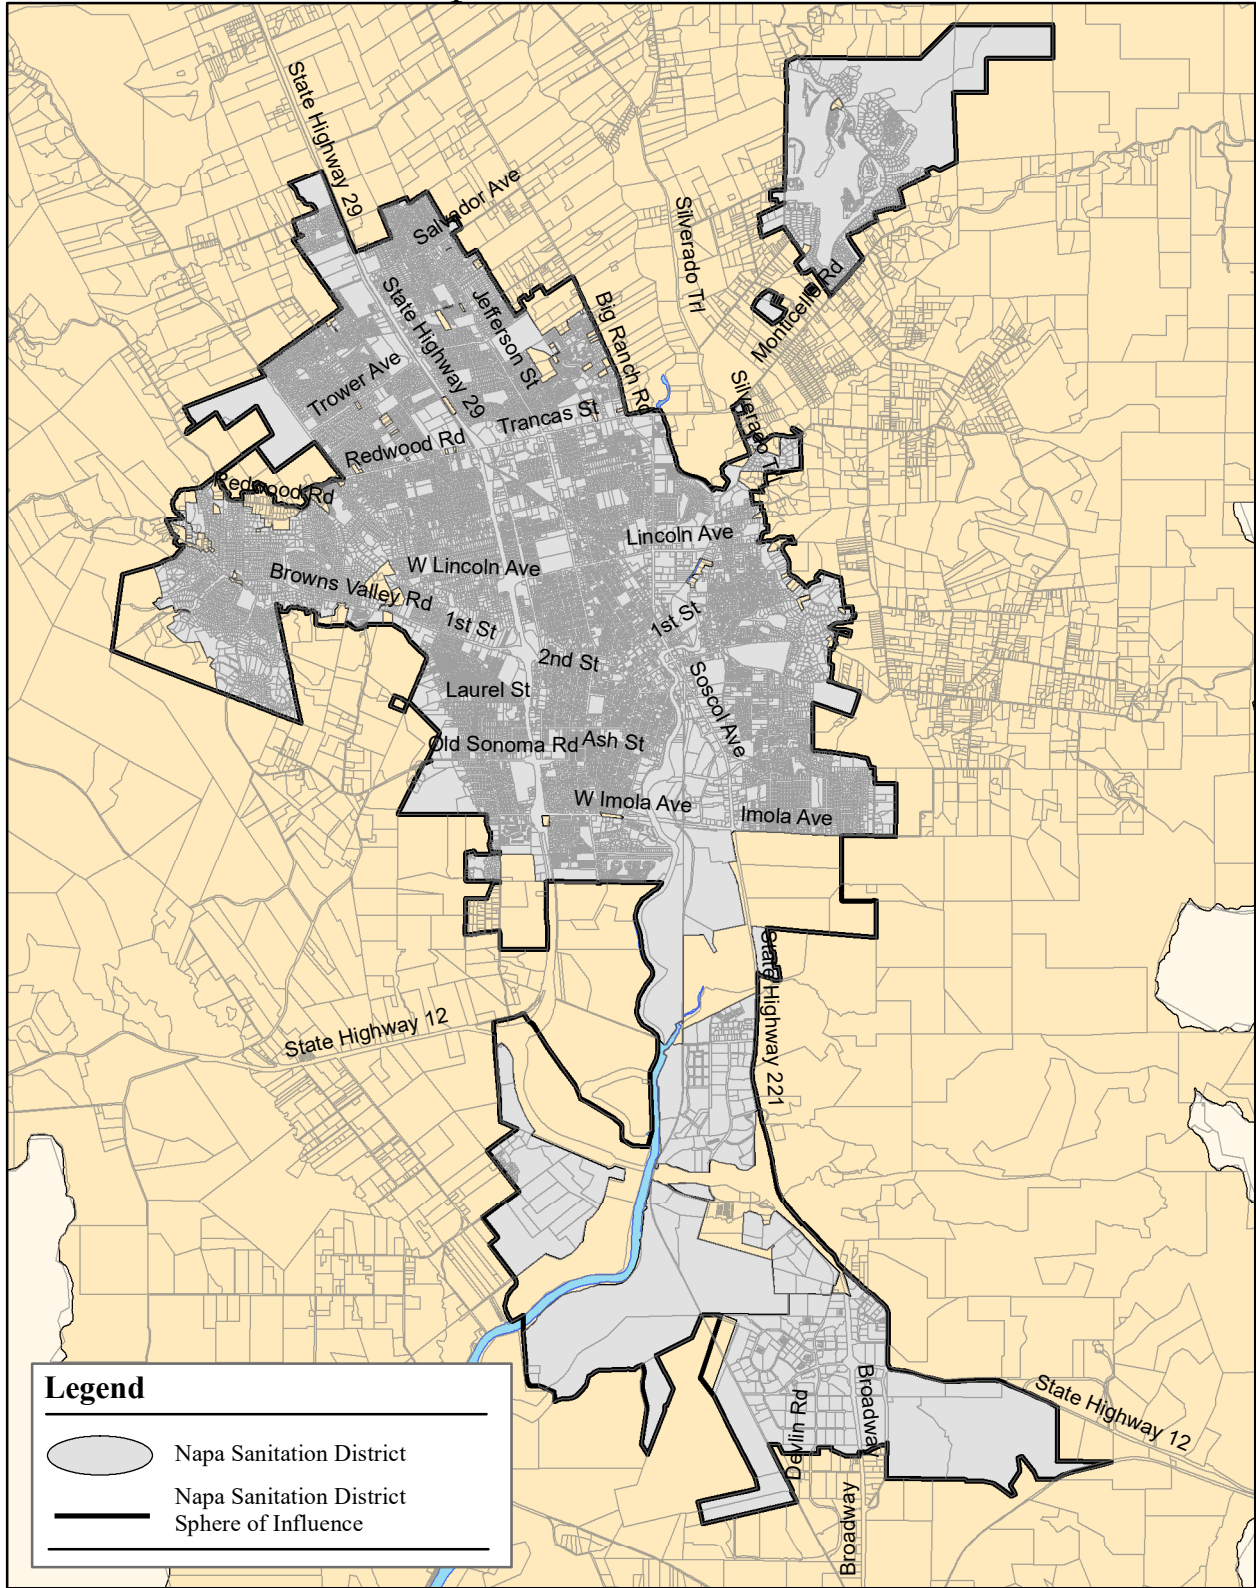 State Highway 29
Salvador Ave
Silverado Trl
State Highway 29
Jefferson St
Big Ranch Rd
Monticello Rd
Trower Ave
Trancas St
Silverado Trl
Redwood Rd
Redwood Rd
Lincoln Ave
W Lincoln Ave
Browns Valley Rd
1st St
1st St
2nd St
Soscol Ave
Laurel St
Old Sonoma Rd
Ash St
W Imola Ave
Imola Ave
State Highway 221
State Highway 12
State Highway 12
Devlin Rd
Broadway
Broadway
Legend
Napa Sanitation District
Napa Sanitation District
Sphere of Influence